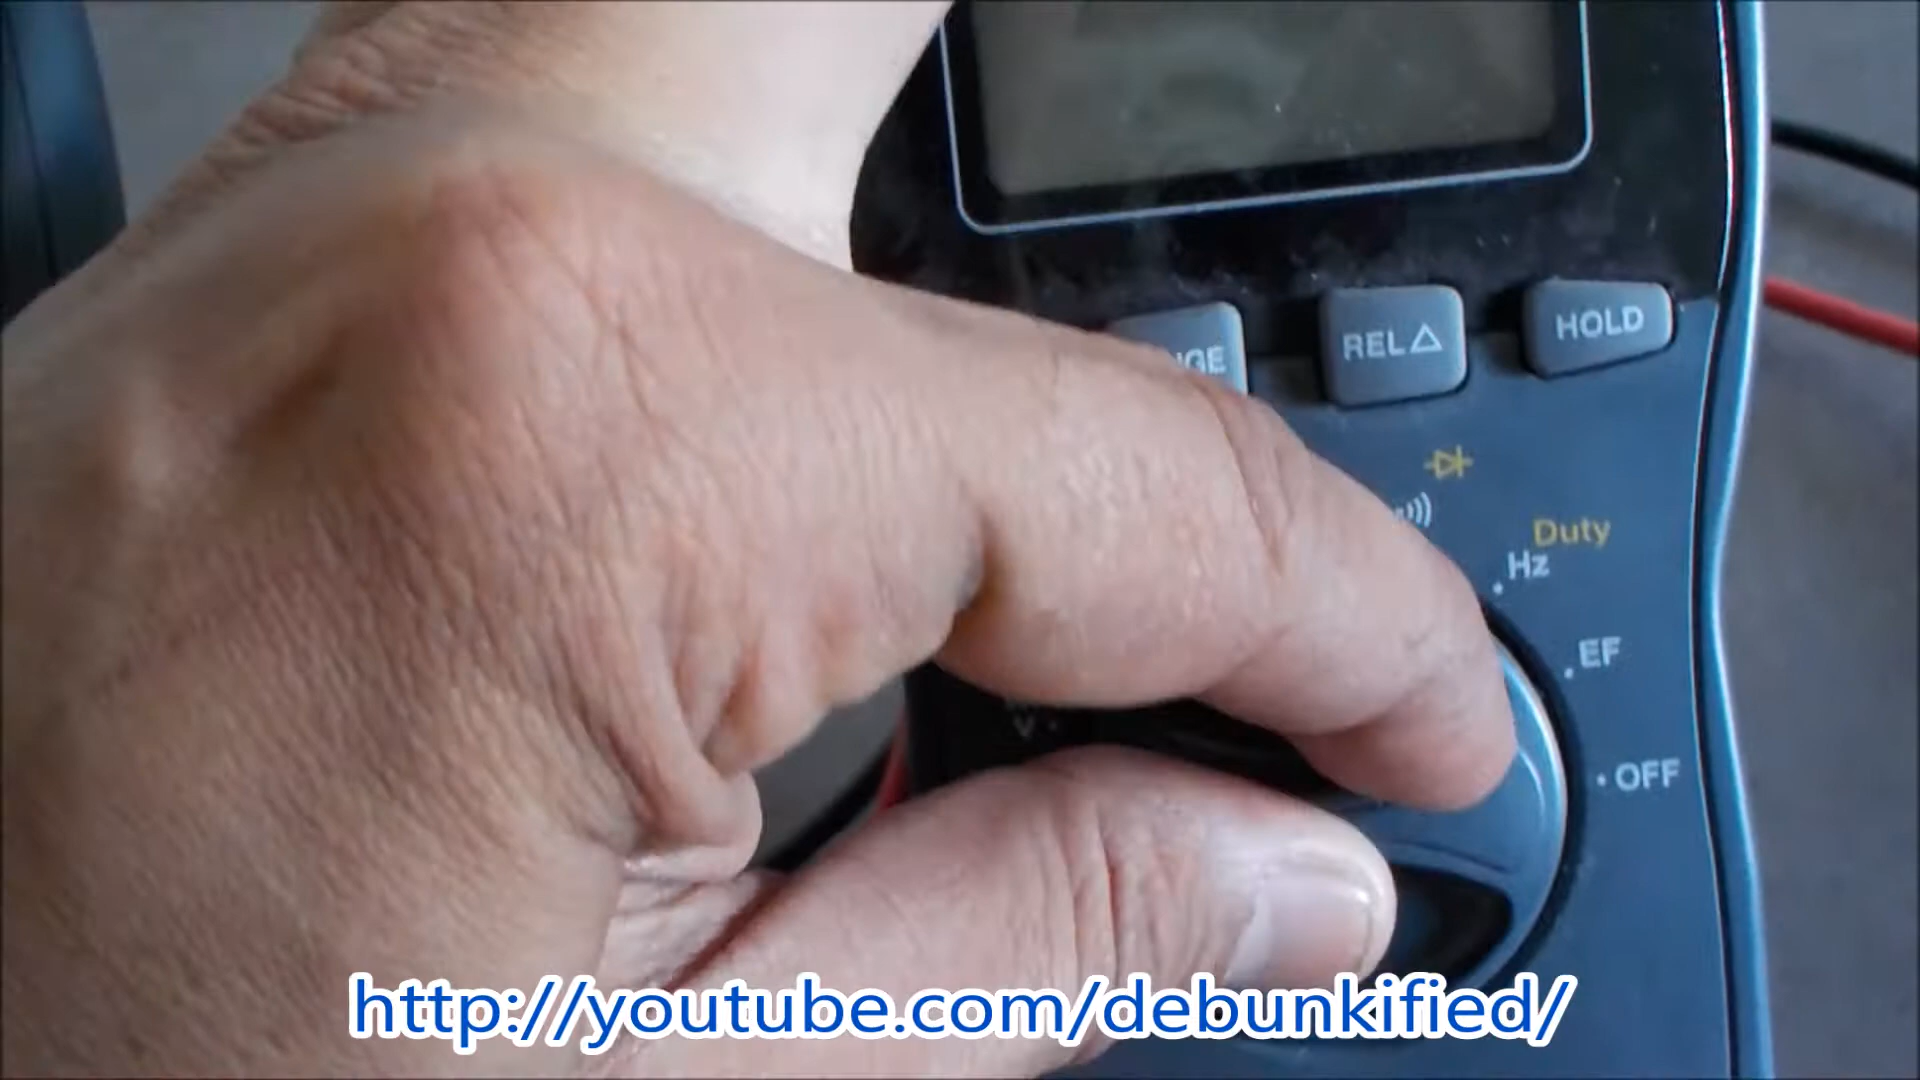 REL△
HOLD
Duty
Hz
EF
V
OFF
http://youtube.com/debunkified/